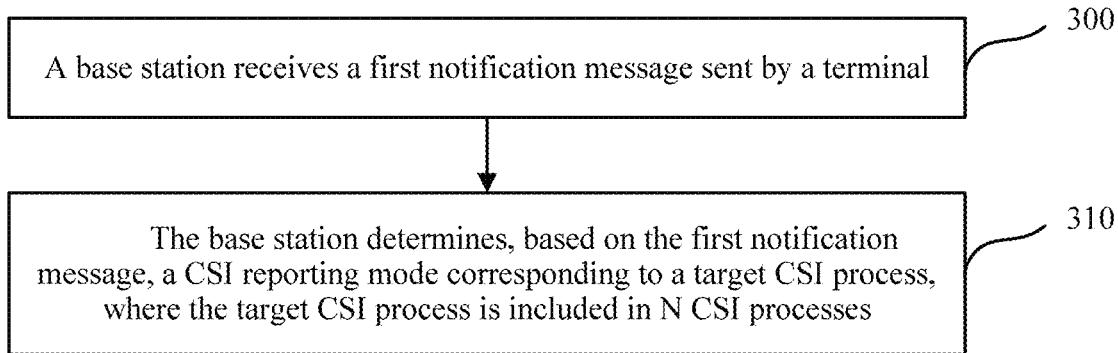 300
A base station receives a first notification message sent by a terminal
310
The base station determines, based on the first notification
message, a CSI reporting mode corresponding to a target CSI process,
where the target CSI process is included in N CSI processes